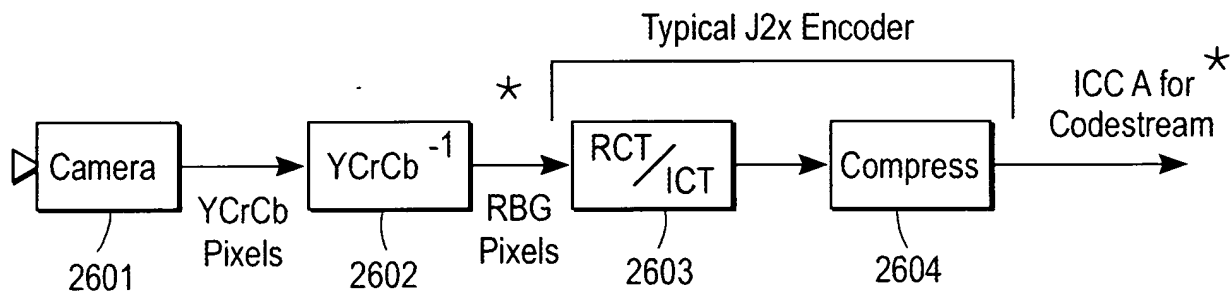 Typical J2x Encoder
*
*
Camera
YCrCb -1
RCT/ICT
Compress
ICC A for
Codestream
YCrCb
Pixels
RBG
Pixels
2601
2602
2603
2604